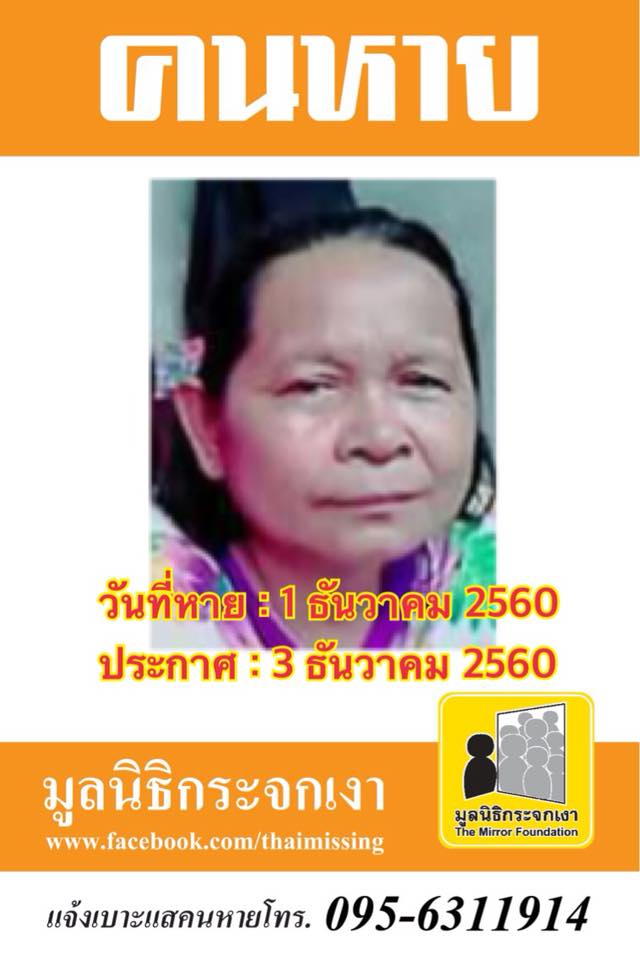 คนหาย
วันที่หาย : 1 ธันวาคม 2560
ประกาศ : 3 ธันวาคม 2560
มูลนิธิกระจกเงา
www.facebook.com/thaimissing
มูลนิธิกระจกเงา
The Mirror Foundation
แจ้งเบาะแสคนหายโทร. 095-6311914